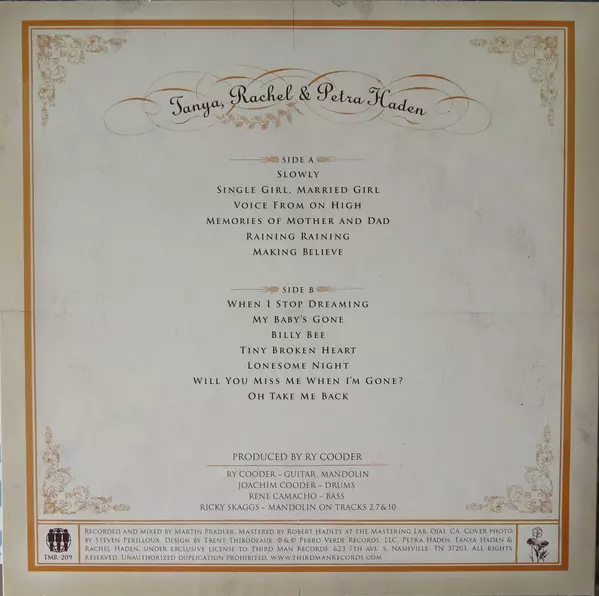 Tanya, Rachel & Petra Haden
SIDE A
SLOWLY
SINGLE GIRL, MARRIED GIRL
VOICE FROM ON HIGH
MEMORIES OF MOTHER AND DAD
RAINING RAINING
MAKING BELIEVE
SIDE B
WHEN I STOP DREAMING
MY BABY'S GONE
BILLY BEE
TINY BROKEN HEART
LONESOME NIGHT
WILL YOU MISS ME WHEN I'M GONE?
OH TAKE ME BACK
PRODUCED BY RY COODER
RY COODER – GUITAR, MANDOLIN
JOACHIM COODER – DRUMS
RENE CAMACHO – BASS
RICKY SKAGGS – MANDOLIN ON TRACKS 2,7 & 10
RECORDED AND MIXED BY MARTIN PRADLER, MASTERED BY ROBERT HADLEY AT THE MASTERING LAB, OJAI, CA. COVER PHOTO
BY STEVEN PERILLOUX. DESIGN BY TRENT THIBODEAUX. ℗ & © PERRO VERDE RECORDS, LLC, PETRA HADEN, TANYA HADEN &
RACHEL HADEN, UNDER EXCLUSIVE LICENSE TO THIRD MAN RECORDS. 623 7TH AVE. S. NASHVILLE TN 37203. ALL RIGHTS
RESERVED. UNAUTHORIZED DUPLICATION PROHIBITED. WWW.THIRDMANRECORDS.COM
TMR-209